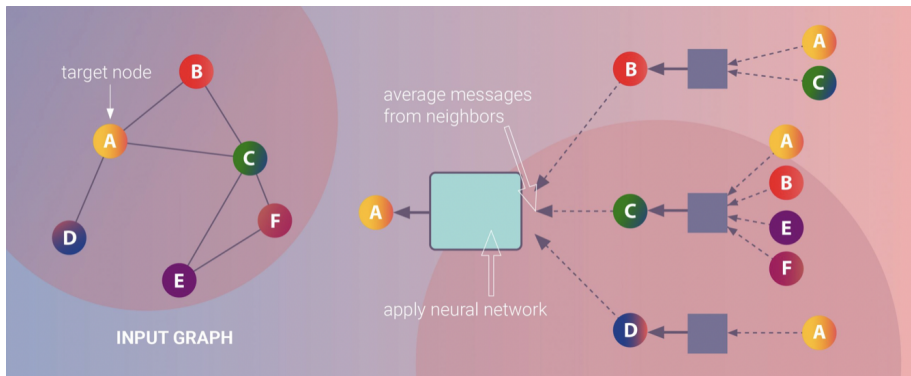 target node
B
A
C
F
D
E
INPUT GRAPH
average messages
from neighbors
A
apply neural network
B
C
D
A
C
A
B
E
F
A